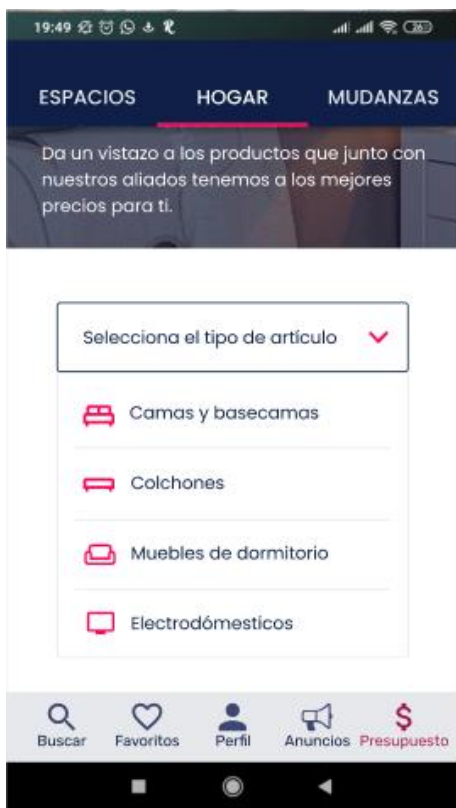 19:49
26
ESPACIOS HOGAR MUDANZAS
Da un vistazo a los productos que junto con
nuestros aliados tenemos a los mejores
precios para ti.
Selecciona el tipo de artículo
Camas y basecamas
Colchones
Muebles de dormitorio
Electrodómesticos
Buscar Favoritos Perfil Anuncios Presupuesto